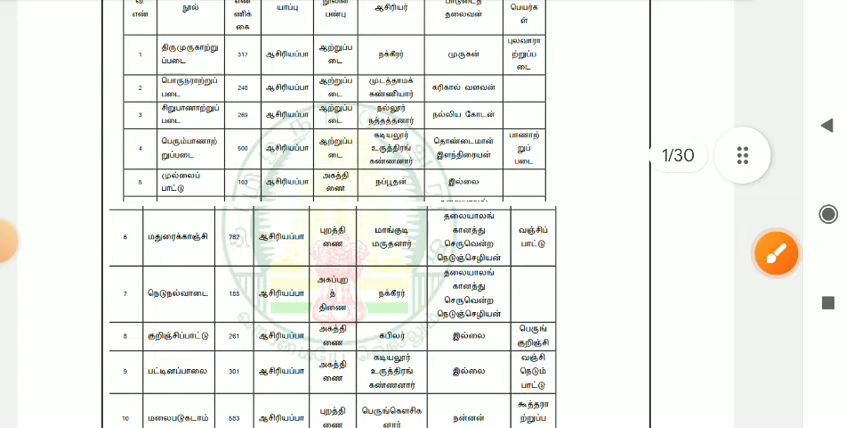 வ எண் நூல் எண்ணிக்கை யாப்பு நூலின் பண்பு ஆசிரியர் பாட்டுடைத் தலைவன் பெயர்கள்
1 திருமுருகாற்றுப்படை 317 ஆசிரியப்பா ஆற்றுப்படை நக்கீரர் முருகன் புலவராற்றுப்படை
2 பொருநராற்றுப்படை 248 ஆசிரியப்பா ஆற்றுப்படை முடத்தாமக் கண்ணியார் கரிகால் வளவன்
3 சிறுபாணாற்றுப்படை 269 ஆசிரியப்பா ஆற்றுப்படை நல்லூர் நத்தத்தனார் நல்லிய கோடன்
4 பெரும்பாணாற்றுப்படை 500 ஆசிரியப்பா ஆற்றுப்படை கடியலூர் உருத்திரங் கண்ணனார் தொண்டைமான் இளந்திரையன் பாணாற்றுப்படை
5 முல்லைப்பாட்டு 103 ஆசிரியப்பா அகத்திணை நப்பூதன் இல்லை
6 மதுரைக்காஞ்சி 782 ஆசிரியப்பா புறத்திணை மாங்குடி மருதனார் தலையாலங்கானத்து செருவென்ற நெடுஞ்செழியன் வஞ்சிப்பாட்டு
7 நெடுநல்வாடை 188 ஆசிரியப்பா அகப்புறத்திணை நக்கீரர் தலையாலங்கானத்து செருவென்ற நெடுஞ்செழியன்
8 குறிஞ்சிப்பாட்டு 261 ஆசிரியப்பா அகத்திணை கபிலர் இல்லை பெருங்குறிஞ்சி
9 பட்டினப்பாலை 301 ஆசிரியப்பா அகத்திணை கடியலூர் உருத்திரங் கண்ணனார் இல்லை வஞ்சி நெடும் பாட்டு
10 மலைபடுகடாம் 583 ஆசிரியப்பா புறத்திணை பெருங்கௌசிகனார் நன்னன் கூத்தராற்றுப்ப
1/30